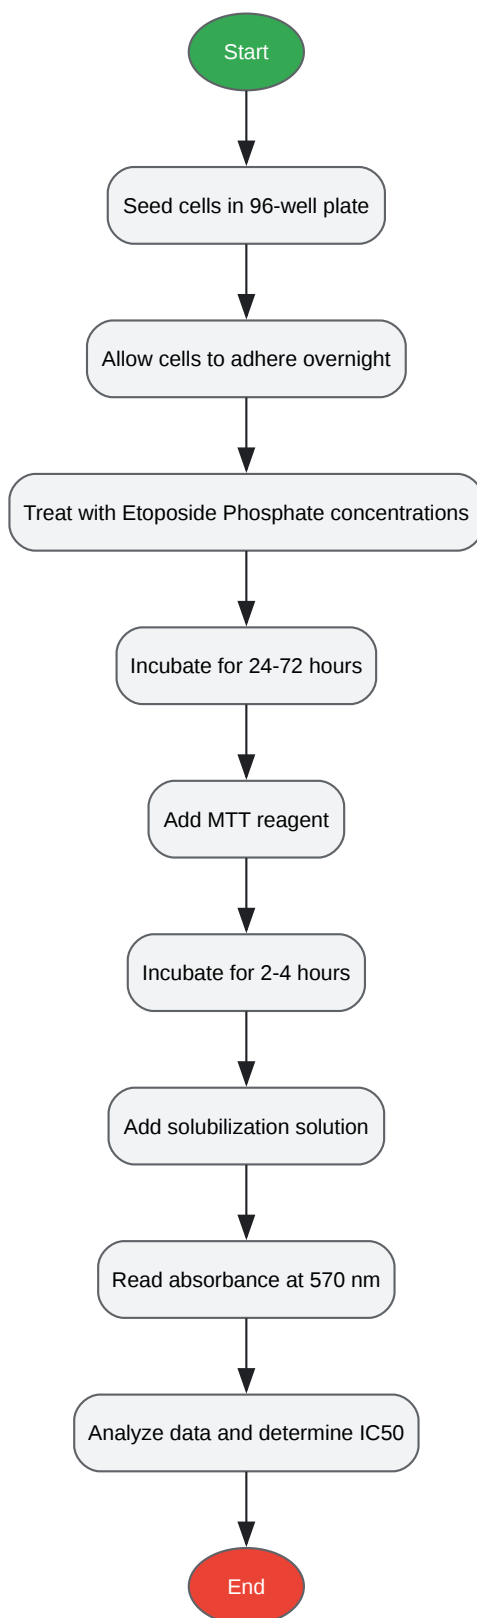 Start
Seed cells in 96-well plate
Allow cells to adhere overnight
Treat with Etoposide Phosphate concentrations
Incubate for 24-72 hours
Add MTT reagent
Incubate for 2-4 hours
Add solubilization solution
Read absorbance at 570 nm
Analyze data and determine IC50
End